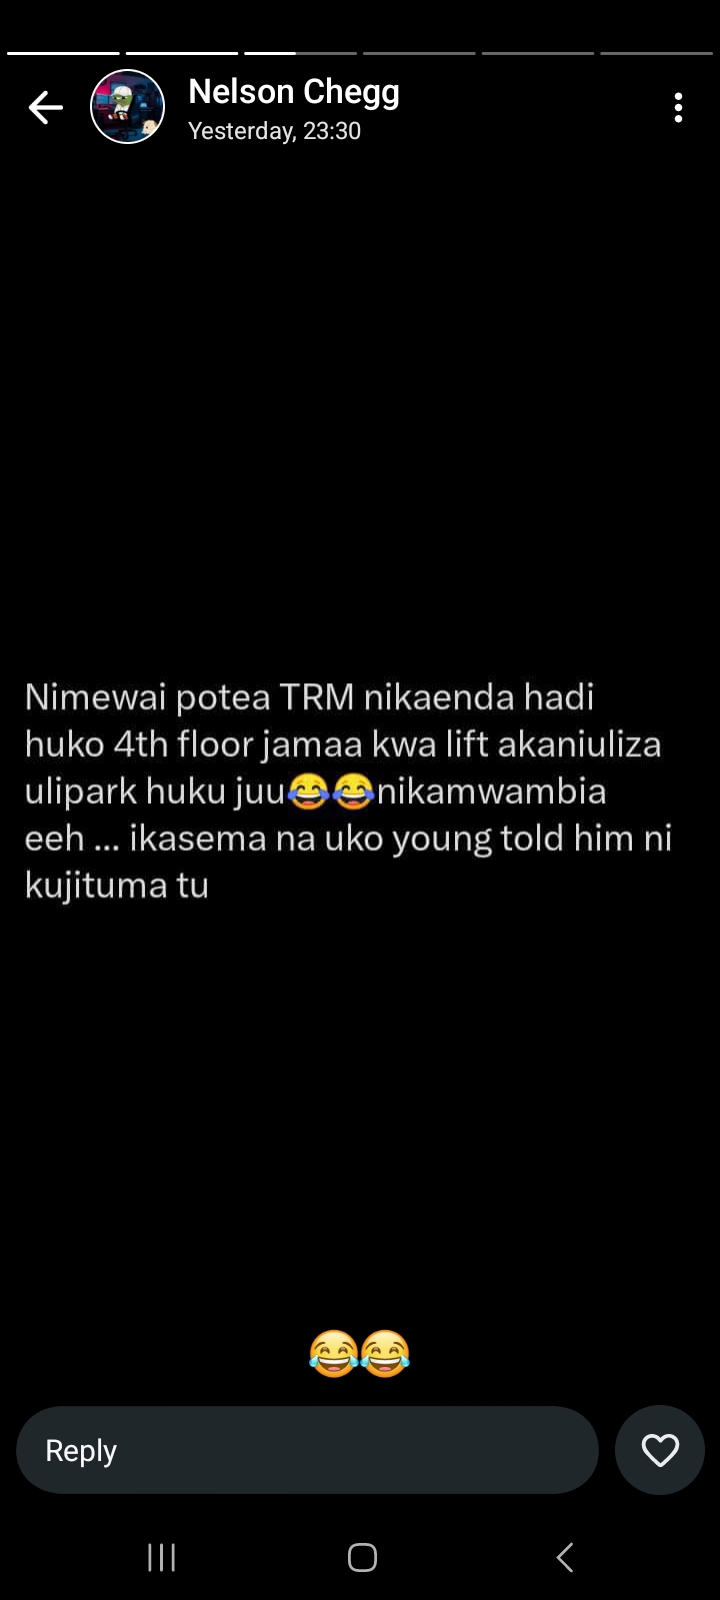 Nelson Chegg
Yesterday, 23:30
Nimewai potea TRM nikaenda hadi
huko 4th floor jamaa kwa lift akaniuliza
ulipark huku juu😂😂nikamwambia
eeh ... ikasema na uko young told him ni
kujituma tu
😂😂
Reply